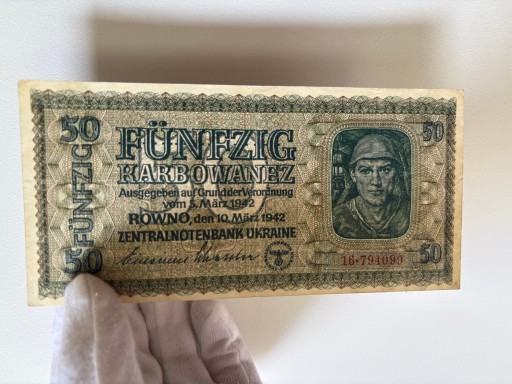 50
FÜNFZIG
50
FÜNFZIG
KARBOWANEZ
Ausgegeben auf Grund der Verordnung
vom 5. März 1942
ROWNO, den 10. März 1942
ZENTRALNOTENBANK UKRAINE
50
50
16·794090